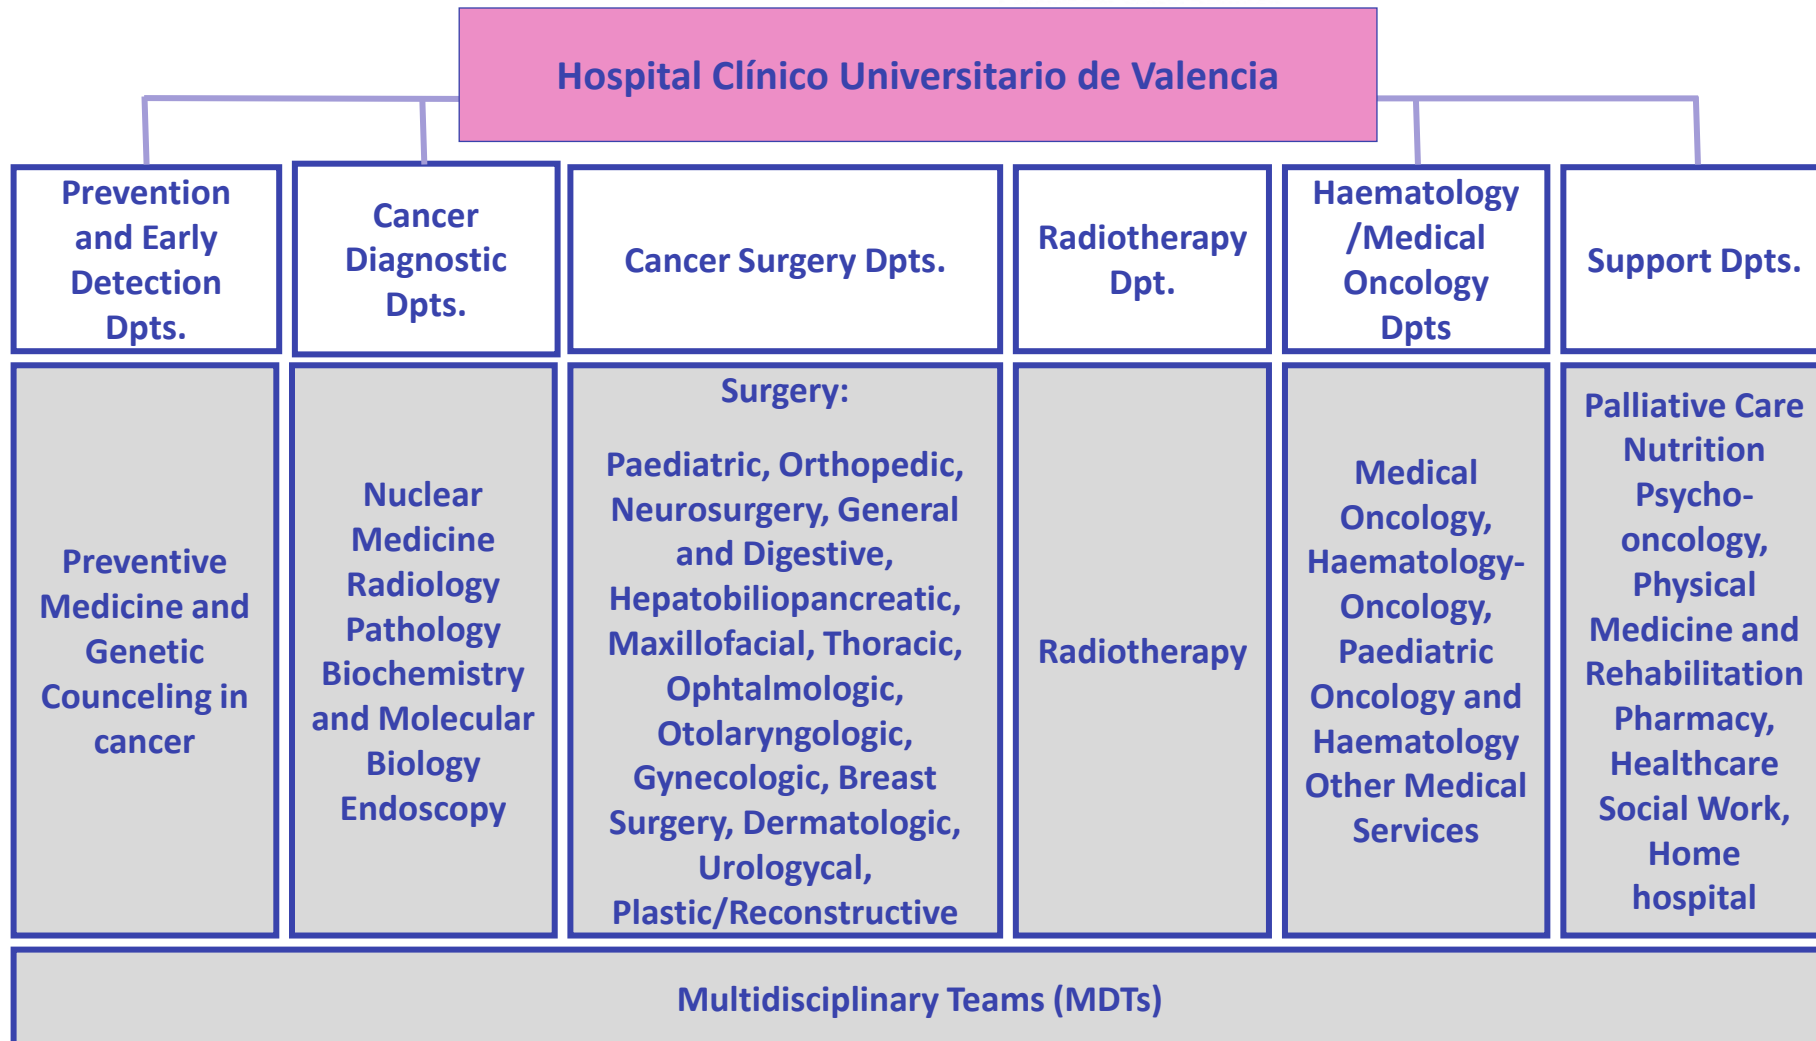 Hospital Clínico Universitario de Valencia
Prevention
and Early
Detection
Dpts.
Cancer
Diagnostic
Dpts.
Cancer Surgery Dpts.
Radiotherapy
Dpt.
Haematology
/Medical
Oncology
Dpts
Support Dpts.
Preventive
Medicine and
Genetic
Counceling in
cancer
Nuclear
Medicine
Radiology
Pathology
Biochemistry
and Molecular
Biology
Endoscopy
Surgery:
Paediatric, Orthopedic,
Neurosurgery, General
and Digestive,
Hepatobiliopancreatic,
Maxillofacial, Thoracic,
Ophtalmologic,
Otolaryngologic,
Gynecologic, Breast
Surgery, Dermatologic,
Urologycal,
Plastic/Reconstructive
Radiotherapy
Medical
Oncology,
Haematology-
Oncology,
Paediatric
Oncology and
Haematology
Other Medical
Services
Palliative Care
Nutrition
Psycho-
oncology,
Physical
Medicine and
Rehabilitation
Pharmacy,
Healthcare
Social Work,
Home
hospital
Multidisciplinary Teams (MDTs)